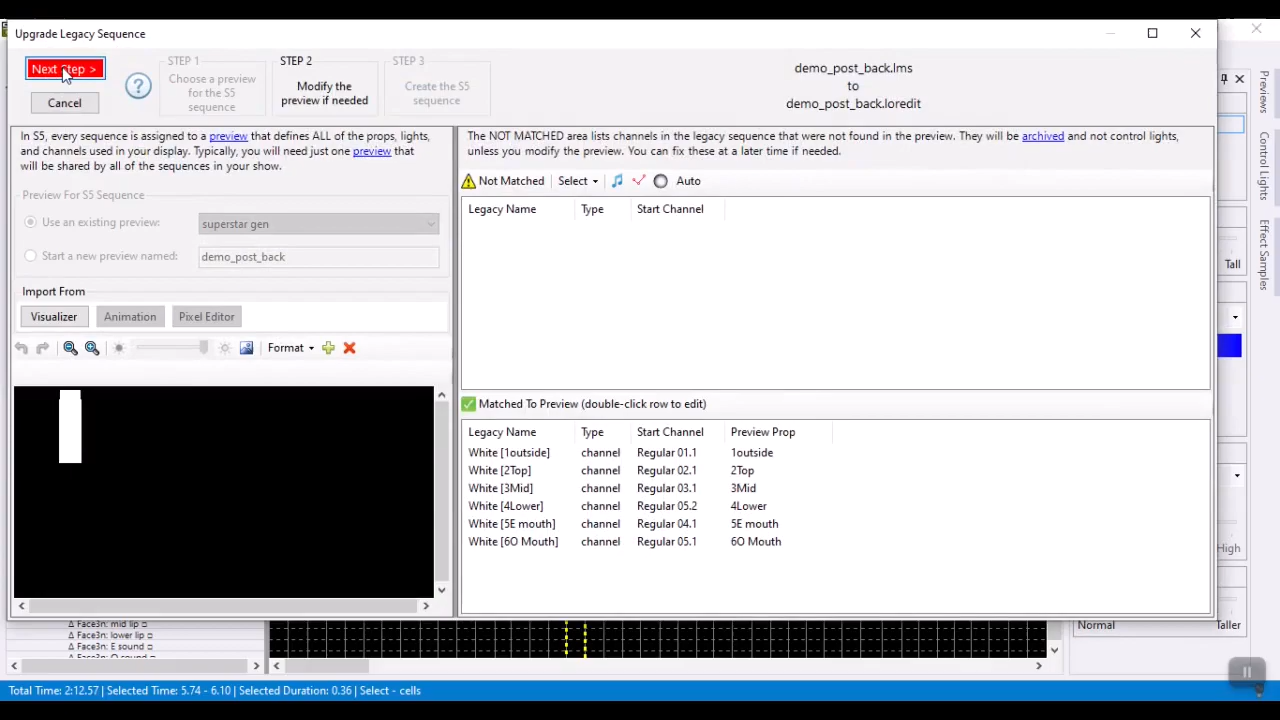 Upgrade Legacy Sequence
Next Step >
Cancel
STEP 1
Choose a preview
for the S5
sequence
STEP 2
Modify the
preview if needed
STEP 3
Create the S5
sequence
demo_post_back.lms
to
demo_post_back.loredit
In S5, every sequence is assigned to a preview that defines ALL of the props, lights,
and channels used in your display. Typically, you will need just one preview that
will be shared by all of the sequences in your show.
Preview For S5 Sequence
Use an existing preview:
superstar gen
Start a new preview named:
demo_post_back
Import From
Visualizer
Animation
Pixel Editor
Format
The NOT MATCHED area lists channels in the legacy sequence that were not found in the preview. They will be archived and not control lights,
unless you modify the preview. You can fix these at a later time if needed.
Not Matched
Select
Auto
Legacy Name Type Start Channel
Matched To Preview (double-click row to edit)
Legacy Name Type Start Channel Preview Prop
White [1outside] channel Regular 01.1 1outside
White [2Top] channel Regular 02.1 2Top
White [3Mid] channel Regular 03.1 3Mid
White [4Lower] channel Regular 05.2 4Lower
White [5E mouth] channel Regular 04.1 5E mouth
White [6O Mouth] channel Regular 05.1 6O Mouth
Previews
Control Lights
Effect Samples
Tall
High
Normal
Taller
Δ Face3n: mid lip □
Δ Face3n: lower lip □
Δ Face3n: E sound □
Δ Face3n: O sound □
Total Time: 2:12.57 | Selected Time: 5.74 - 6.10 | Selected Duration: 0.36 | Select - cells